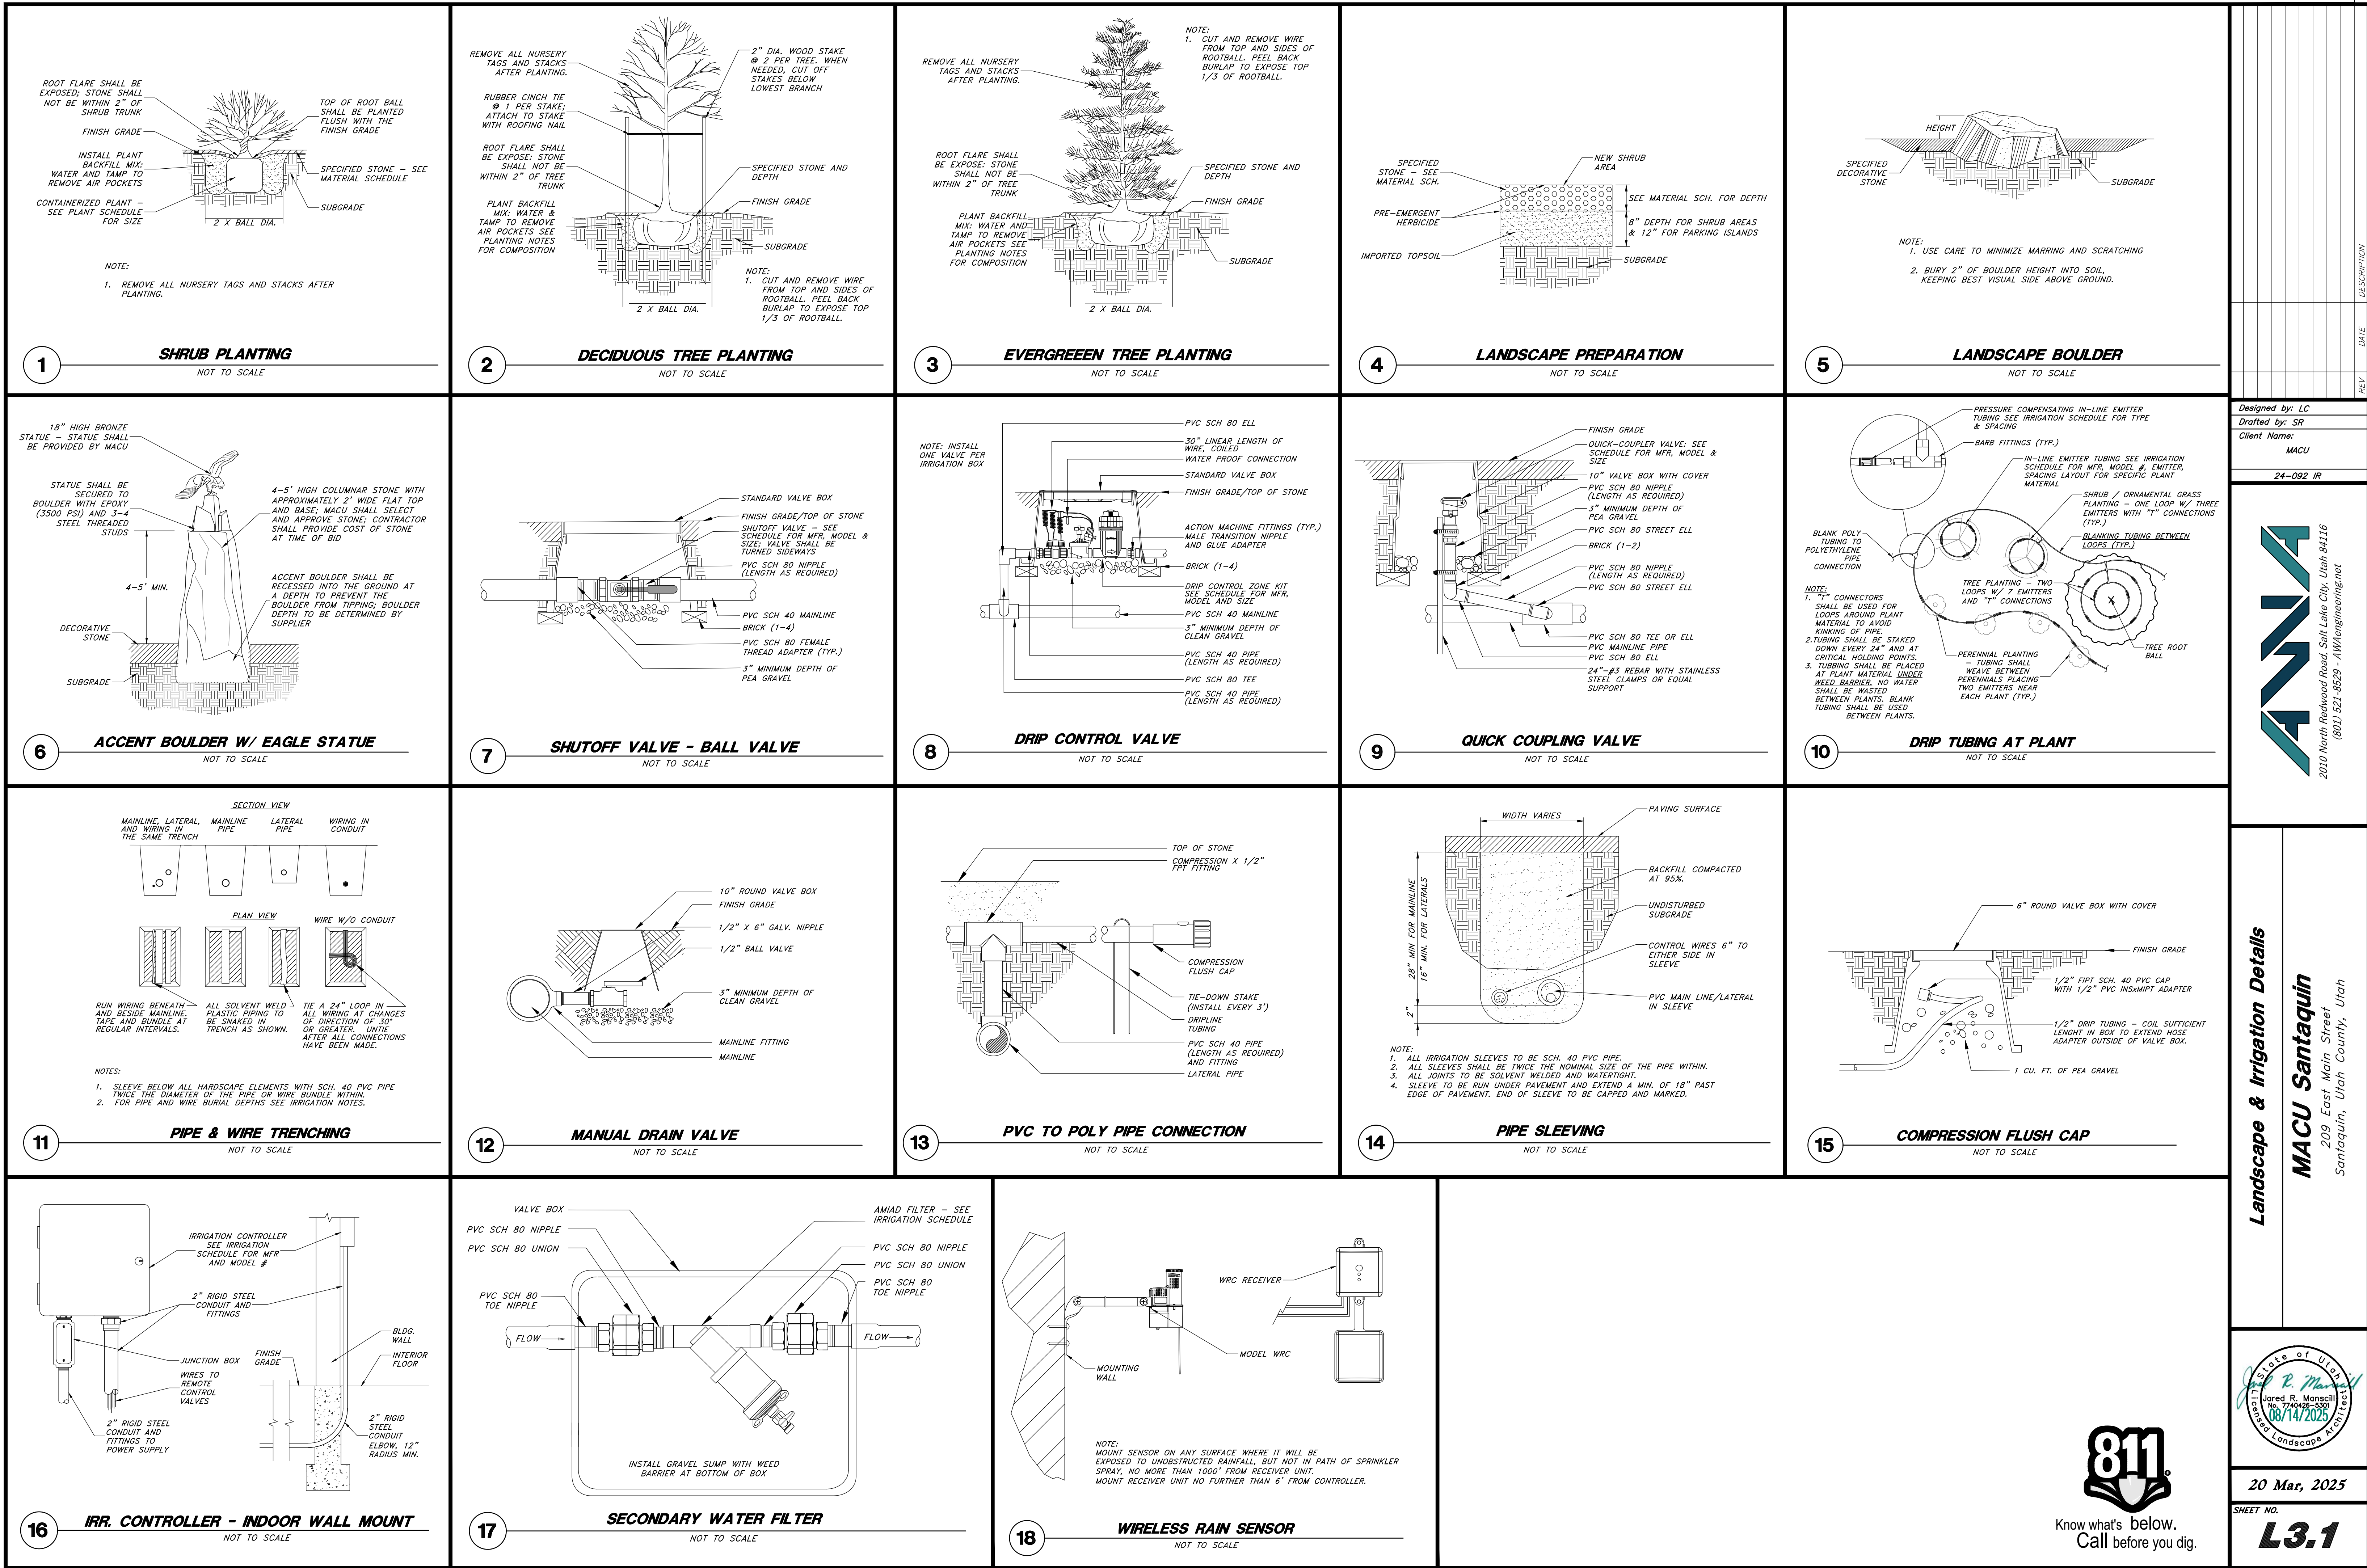 ROOT FLARE SHALL BE
EXPOSED; STONE SHALL
NOT BE WITHIN 2" OF
SHRUB TRUNK
FINISH GRADE
INSTALL PLANT
BACKFILL MIX;
WATER AND TAMP TO
REMOVE AIR POCKETS
CONTAINERIZED PLANT –
SEE PLANT SCHEDULE
FOR SIZE
TOP OF ROOT BALL
SHALL BE PLANTED
FLUSH WITH THE
FINISH GRADE
SPECIFIED STONE – SEE
MATERIAL SCHEDULE
SUBGRADE
2 X BALL DIA.
NOTE:
1. REMOVE ALL NURSERY TAGS AND STACKS AFTER
PLANTING.
1
SHRUB PLANTING
NOT TO SCALE
REMOVE ALL NURSERY
TAGS AND STACKS
AFTER PLANTING.
RUBBER CINCH TIE
@ 1 PER STAKE;
ATTACH TO STAKE
WITH ROOFING NAIL
ROOT FLARE SHALL
BE EXPOSE: STONE
SHALL NOT BE
WITHIN 2" OF TREE
TRUNK
PLANT BACKFILL
MIX: WATER &
TAMP TO REMOVE
AIR POCKETS SEE
PLANTING NOTES
FOR COMPOSITION
2" DIA. WOOD STAKE
@ 2 PER TREE. WHEN
NEEDED, CUT OFF
STAKES BELOW
LOWEST BRANCH
SPECIFIED STONE AND
DEPTH
FINISH GRADE
SUBGRADE
NOTE:
1. CUT AND REMOVE WIRE
FROM TOP AND SIDES OF
ROOTBALL. PEEL BACK
BURLAP TO EXPOSE TOP
1/3 OF ROOTBALL.
2 X BALL DIA.
2
DECIDUOUS TREE PLANTING
NOT TO SCALE
NOTE:
1. CUT AND REMOVE WIRE
FROM TOP AND SIDES OF
ROOTBALL. PEEL BACK
BURLAP TO EXPOSE TOP
1/3 OF ROOTBALL.
REMOVE ALL NURSERY
TAGS AND STACKS
AFTER PLANTING.
ROOT FLARE SHALL
BE EXPOSE: STONE
SHALL NOT BE
WITHIN 2" OF TREE
TRUNK
PLANT BACKFILL
MIX: WATER AND
TAMP TO REMOVE
AIR POCKETS SEE
PLANTING NOTES
FOR COMPOSITION
SPECIFIED STONE AND
DEPTH
FINISH GRADE
SUBGRADE
2 X BALL DIA.
3
EVERGREEEN TREE PLANTING
NOT TO SCALE
SPECIFIED
STONE – SEE
MATERIAL SCH.
PRE–EMERGENT
HERBICIDE
IMPORTED TOPSOIL
NEW SHRUB
AREA
SEE MATERIAL SCH. FOR DEPTH
8" DEPTH FOR SHRUB AREAS
& 12" FOR PARKING ISLANDS
SUBGRADE
4
LANDSCAPE PREPARATION
NOT TO SCALE
HEIGHT
SPECIFIED
DECORATIVE
STONE
SUBGRADE
NOTE:
1. USE CARE TO MINIMIZE MARRING AND SCRATCHING
2. BURY 2" OF BOULDER HEIGHT INTO SOIL,
KEEPING BEST VISUAL SIDE ABOVE GROUND.
5
LANDSCAPE BOULDER
NOT TO SCALE
18" HIGH BRONZE
STATUE – STATUE SHALL
BE PROVIDED BY MACU
STATUE SHALL BE
SECURED TO
BOULDER WITH EPOXY
(3500 PSI) AND 3–4
STEEL THREADED
STUDS
4–5' MIN.
DECORATIVE
STONE
SUBGRADE
4–5' HIGH COLUMNAR STONE WITH
APPROXIMATELY 2' WIDE FLAT TOP
AND BASE; MACU SHALL SELECT
AND APPROVE STONE; CONTRACTOR
SHALL PROVIDE COST OF STONE
AT TIME OF BID
ACCENT BOULDER SHALL BE
RECESSED INTO THE GROUND AT
A DEPTH TO PREVENT THE
BOULDER FROM TIPPING; BOULDER
DEPTH TO BE DETERMINED BY
SUPPLIER
6
ACCENT BOULDER W/ EAGLE STATUE
NOT TO SCALE
STANDARD VALVE BOX
FINISH GRADE/TOP OF STONE
SHUTOFF VALVE – SEE
SCHEDULE FOR MFR, MODEL &
SIZE; VALVE SHALL BE
TURNED SIDEWAYS
PVC SCH 80 NIPPLE
(LENGTH AS REQUIRED)
PVC SCH 40 MAINLINE
BRICK (1–4)
PVC SCH 80 FEMALE
THREAD ADAPTER (TYP.)
3" MINIMUM DEPTH OF
PEA GRAVEL
7
SHUTOFF VALVE – BALL VALVE
NOT TO SCALE
NOTE: INSTALL
ONE VALVE PER
IRRIGATION BOX
PVC SCH 80 ELL
30" LINEAR LENGTH OF
WIRE, COILED
WATER PROOF CONNECTION
STANDARD VALVE BOX
FINISH GRADE/TOP OF STONE
ACTION MACHINE FITTINGS (TYP.)
MALE TRANSITION NIPPLE
AND GLUE ADAPTER
BRICK (1–4)
DRIP CONTROL ZONE KIT
SEE SCHEDULE FOR MFR,
MODEL AND SIZE
PVC SCH 40 MAINLINE
3" MINIMUM DEPTH OF
CLEAN GRAVEL
PVC SCH 40 PIPE
(LENGTH AS REQUIRED)
PVC SCH 80 TEE
PVC SCH 40 PIPE
(LENGTH AS REQUIRED)
8
DRIP CONTROL VALVE
NOT TO SCALE
FINISH GRADE
QUICK–COUPLER VALVE: SEE
SCHEDULE FOR MFR, MODEL &
SIZE
10" VALVE BOX WITH COVER
PVC SCH 80 NIPPLE
(LENGTH AS REQUIRED)
3" MINIMUM DEPTH OF
PEA GRAVEL
PVC SCH 80 STREET ELL
BRICK (1–2)
PVC SCH 80 NIPPLE
(LENGTH AS REQUIRED)
PVC SCH 80 STREET ELL
PVC SCH 80 TEE OR ELL
PVC MAINLINE PIPE
PVC SCH 80 ELL
24"–#3 REBAR WITH STAINLESS
STEEL CLAMPS OR EQUAL
SUPPORT
9
QUICK COUPLING VALVE
NOT TO SCALE
PRESSURE COMPENSATING IN–LINE EMITTER
TUBING SEE IRRIGATION SCHEDULE FOR TYPE
& SPACING
BARB FITTINGS (TYP.)
IN–LINE EMITTER TUBING SEE IRRIGATION
SCHEDULE FOR MFR, MODEL #, EMITTER,
SPACING LAYOUT FOR SPECIFIC PLANT
MATERIAL
SHRUB / ORNAMENTAL GRASS
PLANTING – ONE LOOP W/ THREE
EMITTERS WITH "T" CONNECTIONS
(TYP.)
BLANKING TUBING BETWEEN
LOOPS (TYP.)
BLANK POLY
TUBING TO
POLYETHYLENE
PIPE
CONNECTION
TREE PLANTING – TWO
LOOPS W/ 7 EMITTERS
AND "T" CONNECTIONS
NOTE:
1. "T" CONNECTORS
SHALL BE USED FOR
LOOPS AROUND PLANT
MATERIAL TO AVOID
KINKING OF PIPE.
2.TUBING SHALL BE STAKED
DOWN EVERY 24" AND AT
CRITICAL HOLDING POINTS.
3. TUBBING SHALL BE PLACED
AT PLANT MATERIAL UNDER
WEED BARRIER. NO WATER
SHALL BE WASTED
BETWEEN PLANTS. BLANK
TUBING SHALL BE USED
BETWEEN PLANTS.
PERENNIAL PLANTING
– TUBING SHALL
WEAVE BETWEEN
PERENNIALS PLACING
TWO EMITTERS NEAR
EACH PLANT (TYP.)
TREE ROOT
BALL
10
DRIP TUBING AT PLANT
NOT TO SCALE
SECTION VIEW
MAINLINE, LATERAL,
AND WIRING IN
THE SAME TRENCH
MAINLINE
PIPE
LATERAL
PIPE
WIRING IN
CONDUIT
PLAN VIEW
WIRE W/O CONDUIT
RUN WIRING BENEATH
AND BESIDE MAINLINE.
TAPE AND BUNDLE AT
REGULAR INTERVALS.
ALL SOLVENT WELD
PLASTIC PIPING TO
BE SNAKED IN
TRENCH AS SHOWN.
TIE A 24" LOOP IN
ALL WIRING AT CHANGES
OF DIRECTION OF 30°
OR GREATER. UNTIE
AFTER ALL CONNECTIONS
HAVE BEEN MADE.
NOTES:
1. SLEEVE BELOW ALL HARDSCAPE ELEMENTS WITH SCH. 40 PVC PIPE
TWICE THE DIAMETER OF THE PIPE OR WIRE BUNDLE WITHIN.
2. FOR PIPE AND WIRE BURIAL DEPTHS SEE IRRIGATION NOTES.
11
PIPE & WIRE TRENCHING
NOT TO SCALE
10" ROUND VALVE BOX
FINISH GRADE
1/2" X 6" GALV. NIPPLE
1/2" BALL VALVE
3" MINIMUM DEPTH OF
CLEAN GRAVEL
MAINLINE FITTING
MAINLINE
12
MANUAL DRAIN VALVE
NOT TO SCALE
TOP OF STONE
COMPRESSION X 1/2"
FPT FITTING
COMPRESSION
FLUSH CAP
TIE–DOWN STAKE
(INSTALL EVERY 3')
DRIPLINE
TUBING
PVC SCH 40 PIPE
(LENGTH AS REQUIRED)
AND FITTING
LATERAL PIPE
13
PVC TO POLY PIPE CONNECTION
NOT TO SCALE
WIDTH VARIES
PAVING SURFACE
BACKFILL COMPACTED
AT 95%.
UNDISTURBED
SUBGRADE
CONTROL WIRES 6" TO
EITHER SIDE IN
SLEEVE
PVC MAIN LINE/LATERAL
IN SLEEVE
28" MIN FOR MAINLINE
16" MIN. FOR LATERALS
2"
NOTE:
1. ALL IRRIGATION SLEEVES TO BE SCH. 40 PVC PIPE.
2. ALL SLEEVES SHALL BE TWICE THE NOMINAL SIZE OF THE PIPE WITHIN.
3. ALL JOINTS TO BE SOLVENT WELDED AND WATERTIGHT.
4. SLEEVE TO BE RUN UNDER PAVEMENT AND EXTEND A MIN. OF 18" PAST
EDGE OF PAVEMENT. END OF SLEEVE TO BE CAPPED AND MARKED.
14
PIPE SLEEVING
NOT TO SCALE
6" ROUND VALVE BOX WITH COVER
FINISH GRADE
1/2" FIPT SCH. 40 PVC CAP
WITH 1/2" PVC INSxMIPT ADAPTER
1/2" DRIP TUBING – COIL SUFFICIENT
LENGHT IN BOX TO EXTEND HOSE
ADAPTER OUTSIDE OF VALVE BOX.
1 CU. FT. OF PEA GRAVEL
15
COMPRESSION FLUSH CAP
NOT TO SCALE
IRRIGATION CONTROLLER
SEE IRRIGATION
SCHEDULE FOR MFR
AND MODEL #
2" RIGID STEEL
CONDUIT AND
FITTINGS
JUNCTION BOX
WIRES TO
REMOTE
CONTROL
VALVES
2" RIGID STEEL
CONDUIT AND
FITTINGS TO
POWER SUPPLY
FINISH
GRADE
BLDG.
WALL
INTERIOR
FLOOR
2" RIGID
STEEL
CONDUIT
ELBOW, 12"
RADIUS MIN.
16
IRR. CONTROLLER – INDOOR WALL MOUNT
NOT TO SCALE
VALVE BOX
PVC SCH 80 NIPPLE
PVC SCH 80 UNION
PVC SCH 80
TOE NIPPLE
AMIAD FILTER – SEE
IRRIGATION SCHEDULE
PVC SCH 80 NIPPLE
PVC SCH 80 UNION
PVC SCH 80
TOE NIPPLE
FLOW
FLOW
INSTALL GRAVEL SUMP WITH WEED
BARRIER AT BOTTOM OF BOX
17
SECONDARY WATER FILTER
NOT TO SCALE
WRC RECEIVER
MODEL WRC
MOUNTING
WALL
NOTE:
MOUNT SENSOR ON ANY SURFACE WHERE IT WILL BE
EXPOSED TO UNOBSTRUCTED RAINFALL, BUT NOT IN PATH OF SPRINKLER
SPRAY, NO MORE THAN 1000' FROM RECEIVER UNIT.
MOUNT RECEIVER UNIT NO FURTHER THAN 6' FROM CONTROLLER.
18
WIRELESS RAIN SENSOR
NOT TO SCALE
811
Know what's below.
Call before you dig.
REV DATE DESCRIPTION
Designed by: LC
Drafted by: SR
Client Name:
MACU
24–092 IR
AWA
2010 North Redwood Road, Salt Lake City, Utah 84116
(801) 521-8529 - AWAengineering.net
Landscape & Irrigation Details
MACU Santaquin
209 East Main Street
Santaquin, Utah County, Utah
State of Utah
Jared R. Manscill
Jared R. Manscill
No. 7740426-5301
08/14/2025
Licensed Landscape Architect
20 Mar, 2025
SHEET NO.
L3.1